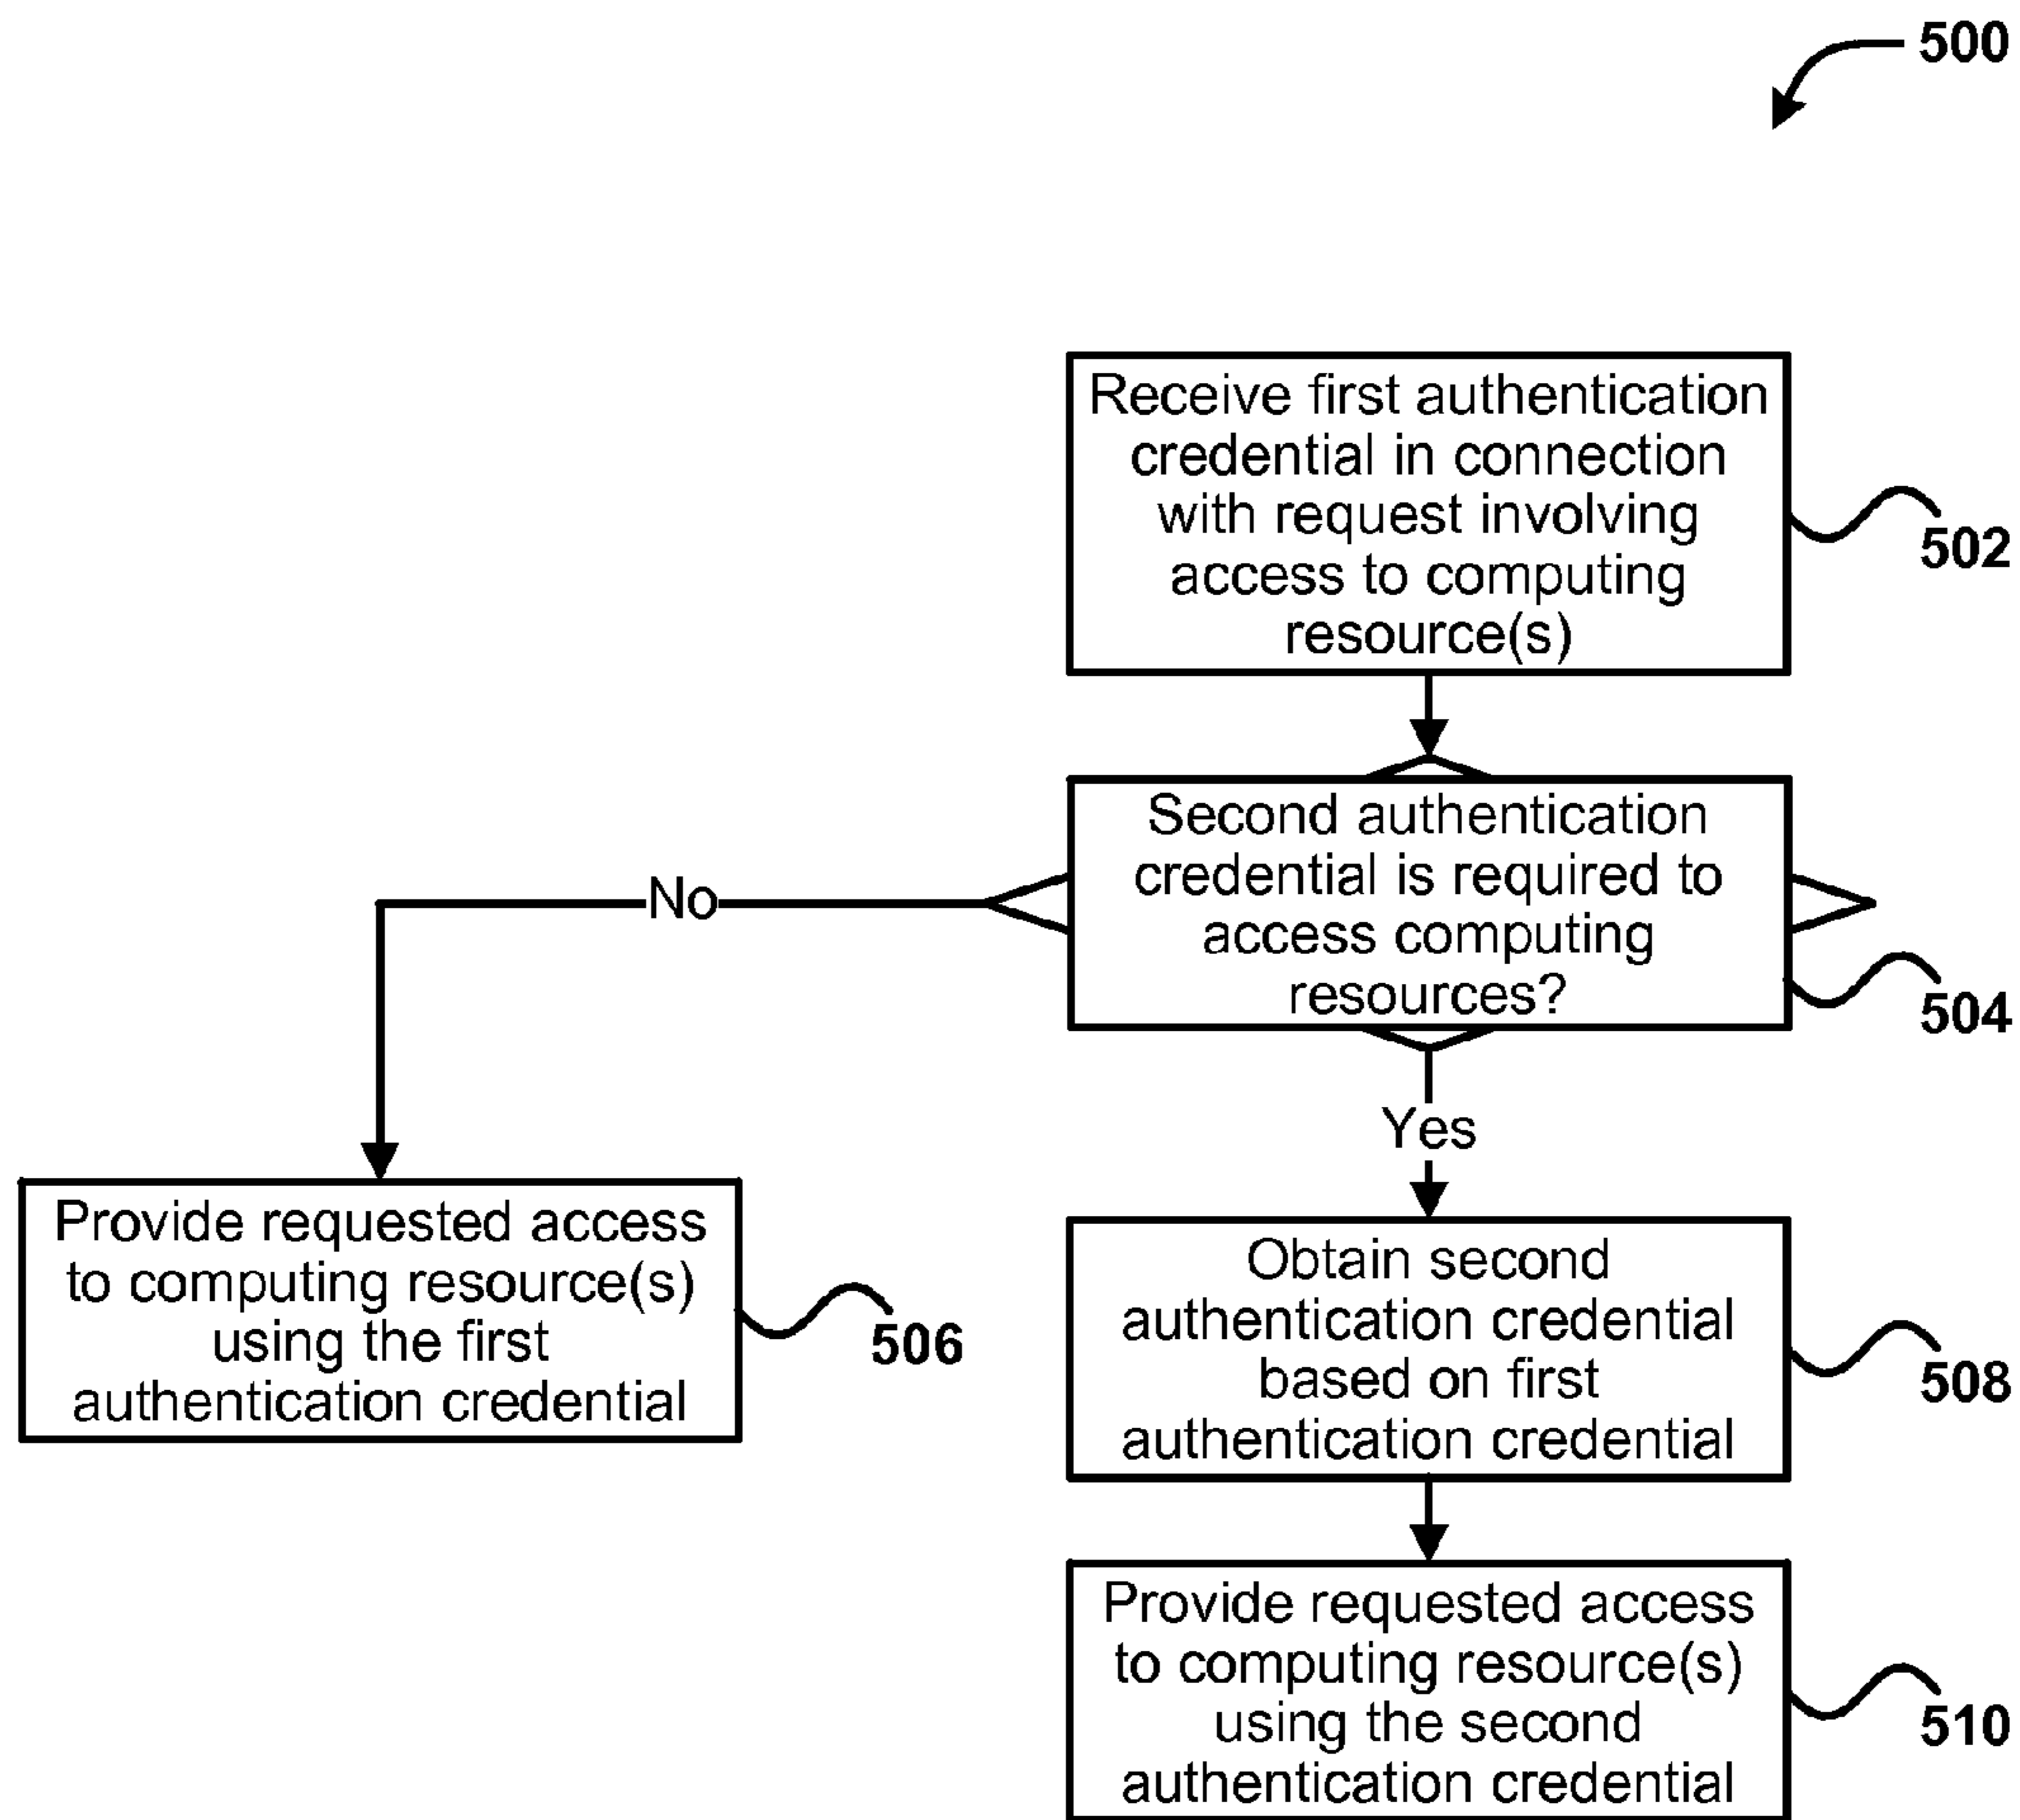 500
Receive first authentication
credential in connection
with request involving
access to computing
resource(s)
502
Second authentication
credential is required to
access computing
resources?
504
No
Yes
Provide requested access
to computing resource(s)
using the first
authentication credential
506
Obtain second
authentication credential
based on first
authentication credential
508
Provide requested access
to computing resource(s)
using the second
authentication credential
510